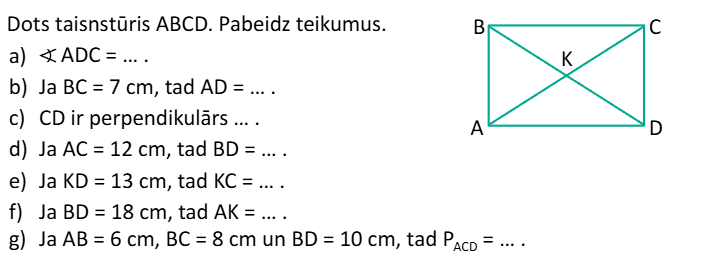 Dots taisnstūris ABCD. Pabeidz teikumus.
a) ∢ ADC = ... .
b) Ja BC = 7 cm, tad AD = ... .
c) CD ir perpendikulārs ... .
d) Ja AC = 12 cm, tad BD = ... .
e) Ja KD = 13 cm, tad KC = ... .
f) Ja BD = 18 cm, tad AK = ... .
g) Ja AB = 6 cm, BC = 8 cm un BD = 10 cm, tad P_ACD = ... .
B C
K
A D